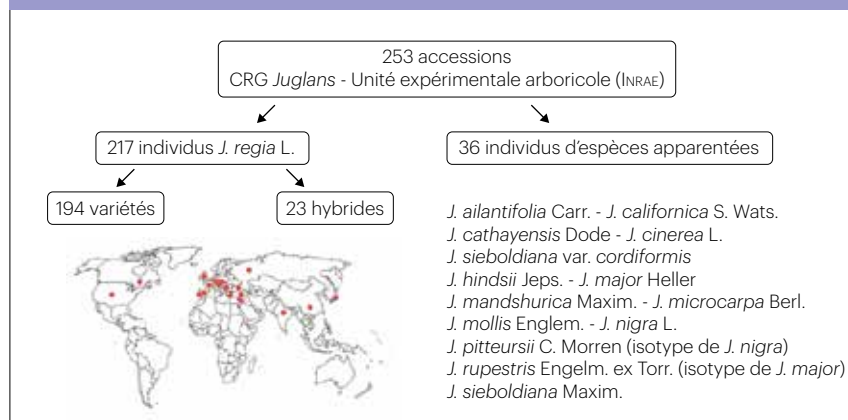 253 accessions
CRG Juglans - Unité expérimentale arboricole (INRAE)
217 individus J. regia L.
36 individus d'espèces apparentées
194 variétés
23 hybrides
J. ailantifolia Carr. - J. californica S. Wats.
J. cathayensis Dode - J. cinerea L.
J. sieboldiana var. cordiformis
J. hindsii Jeps. - J. major Heller
J. mandshurica Maxim. - J. microcarpa Berl.
J. mollis Englem. - J. nigra L.
J. pitteursii C. Morren (isotype de J. nigra)
J. rupestris Engelm. ex Torr. (isotype de J. major)
J. sieboldiana Maxim.